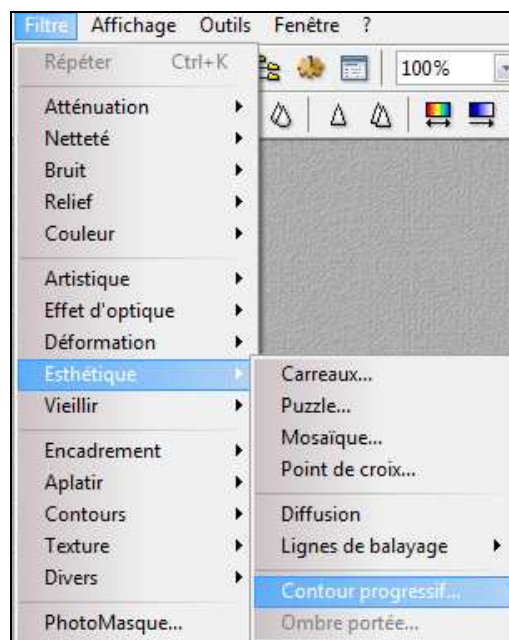 Filtre Affichage Outils Fenêtre ?
Répéter Ctrl+K
100%
Atténuation
Netteté
Bruit
Relief
Couleur
Artistique
Effet d'optique
Déformation
Esthétique
Vieillir
Encadrement
Aplatir
Contours
Texture
Divers
PhotoMasque...
Carreaux...
Puzzle...
Mosaïque...
Point de croix...
Diffusion
Lignes de balayage
Contour progressif...
Ombre portée...